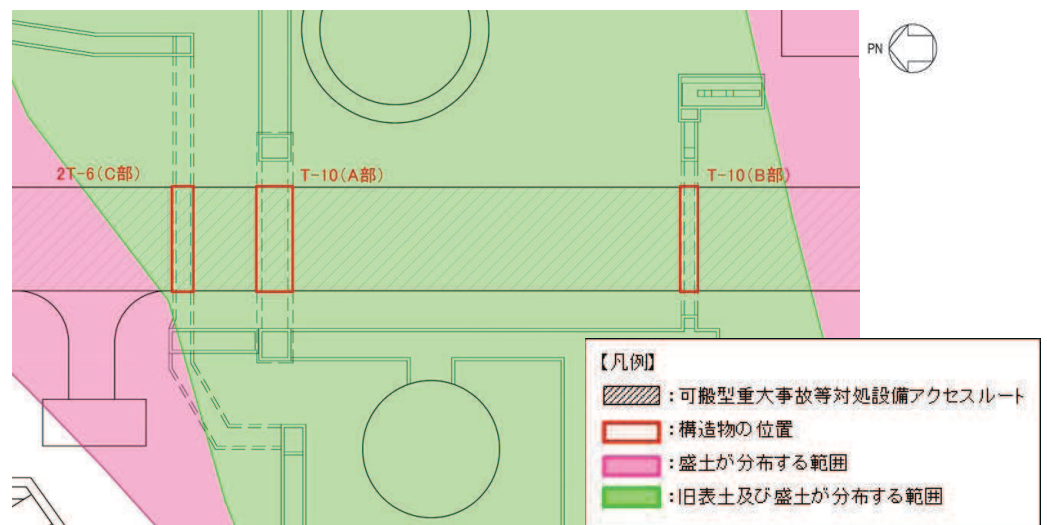 PN
2T-6(C部)
T-10(A部)
T-10(B部)
【凡例】
:可搬型重大事故等対処設備アクセスルート
:構造物の位置
:盛土が分布する範囲
:旧表土及び盛土が分布する範囲